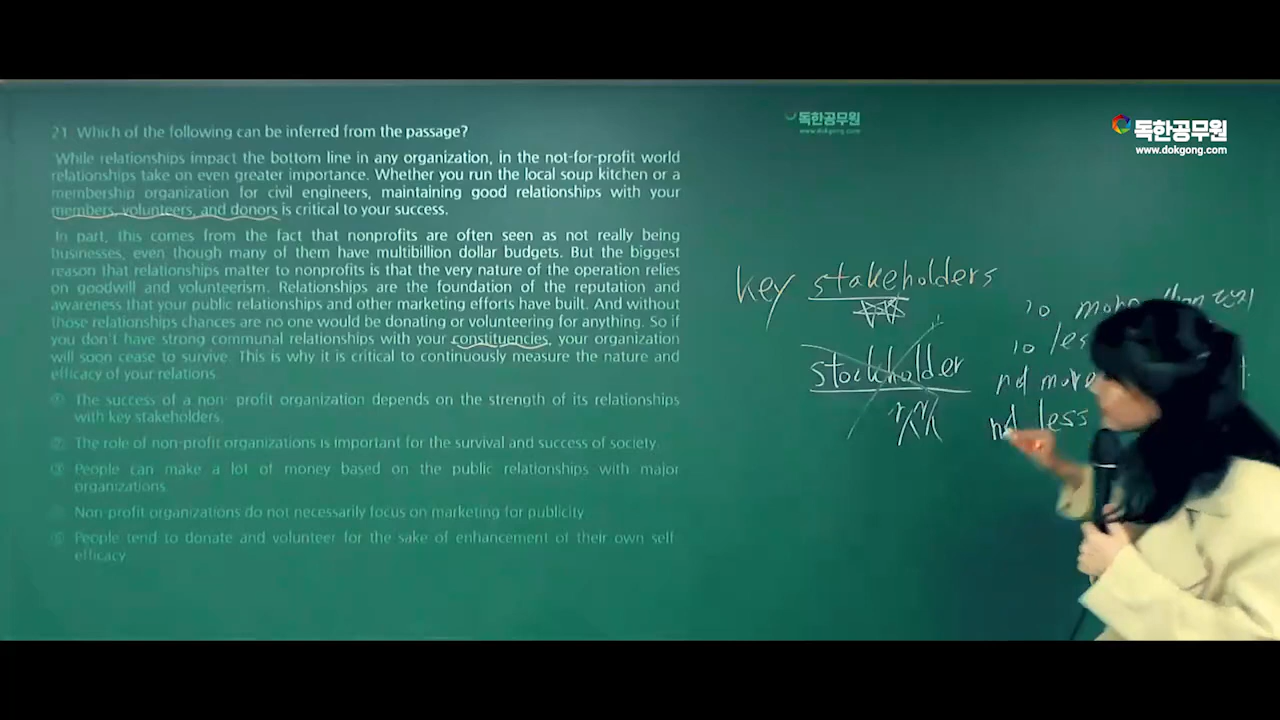 21 Which of the following can be inferred from the passage?
While relationships impact the bottom line in any organization, in the not-for-profit world
relationships take on even greater importance. Whether you run the local soup kitchen or a
membership organization for civil engineers, maintaining good relationships with your
members, volunteers, and donors is critical to your success.
In part, this comes from the fact that nonprofits are often seen as not really being
businesses, even though many of them have multibillion dollar budgets. But the biggest
reason that relationships matter to nonprofits is that the very nature of the operation relies
on goodwill and volunteerism. Relationships are the foundation of the reputation and
awareness that your public relationships and other marketing efforts have built. And without
those relationships chances are no one would be donating or volunteering for anything. So if
you don't have strong communal relationships with your constituencies, your organization
will soon cease to survive. This is why it is critical to continuously measure the nature and
efficacy of your relations.
① The success of a non- profit organization depends on the strength of its relationships
with key stakeholders.
② The role of non-profit organizations is important for the survival and success of society.
③ People can make a lot of money based on the public relationships with major
organizations.
Non profit organizations do not necessarily focus on marketing for publicity
⑤ People tend to donate and volunteer for the sake of enhancement of their own self
efficacy
독한공무원
www.dokgong.com
독한공무원
www.dokgong.com
key stakeholders
stockholder
no more than
no les
not more
not less